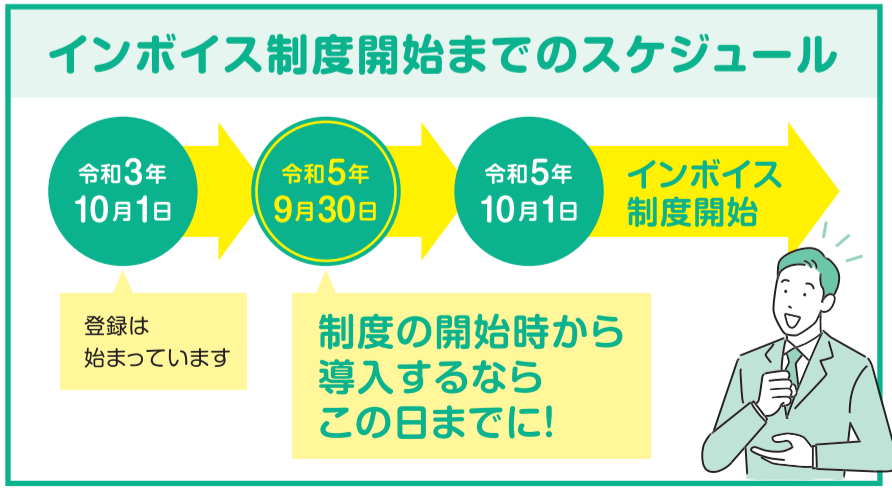 インボイス制度開始までのスケジュール
令和3年
10月1日
令和5年
9月30日
令和5年
10月1日
インボイス
制度開始
登録は
始まっています
制度の開始時から
導入するなら
この日までに!